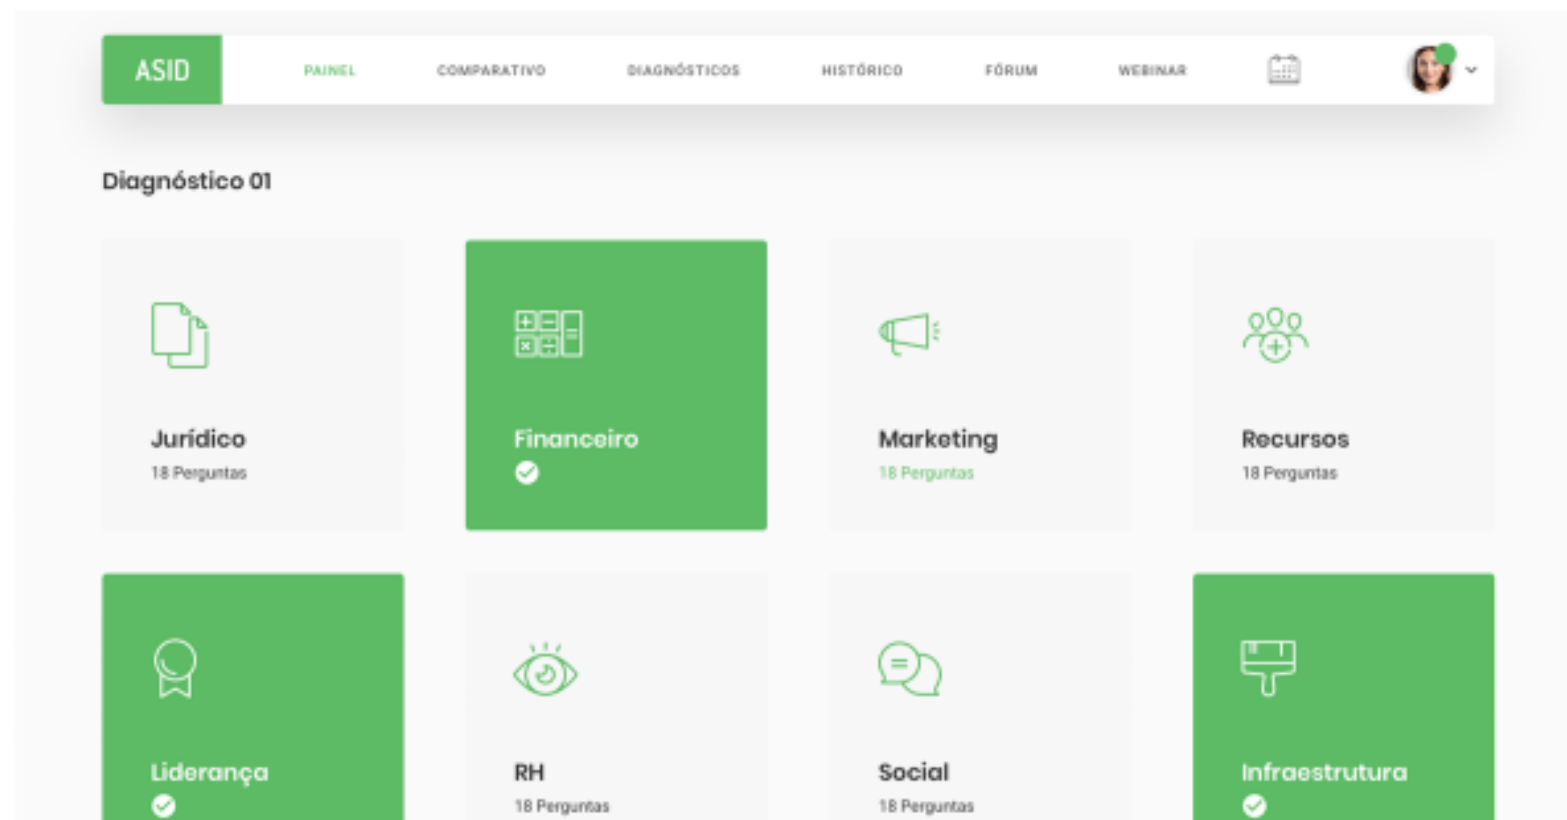 ASID PAINEL COMPARATIVO DIAGNÓSTICOS HISTÓRICO FÓRUM WEBINAR
Diagnóstico 01
Jurídico
18 Perguntas
Financeiro
Marketing
18 Perguntas
Recursos
18 Perguntas
Liderança
RH
18 Perguntas
Social
18 Perguntas
Infraestrutura